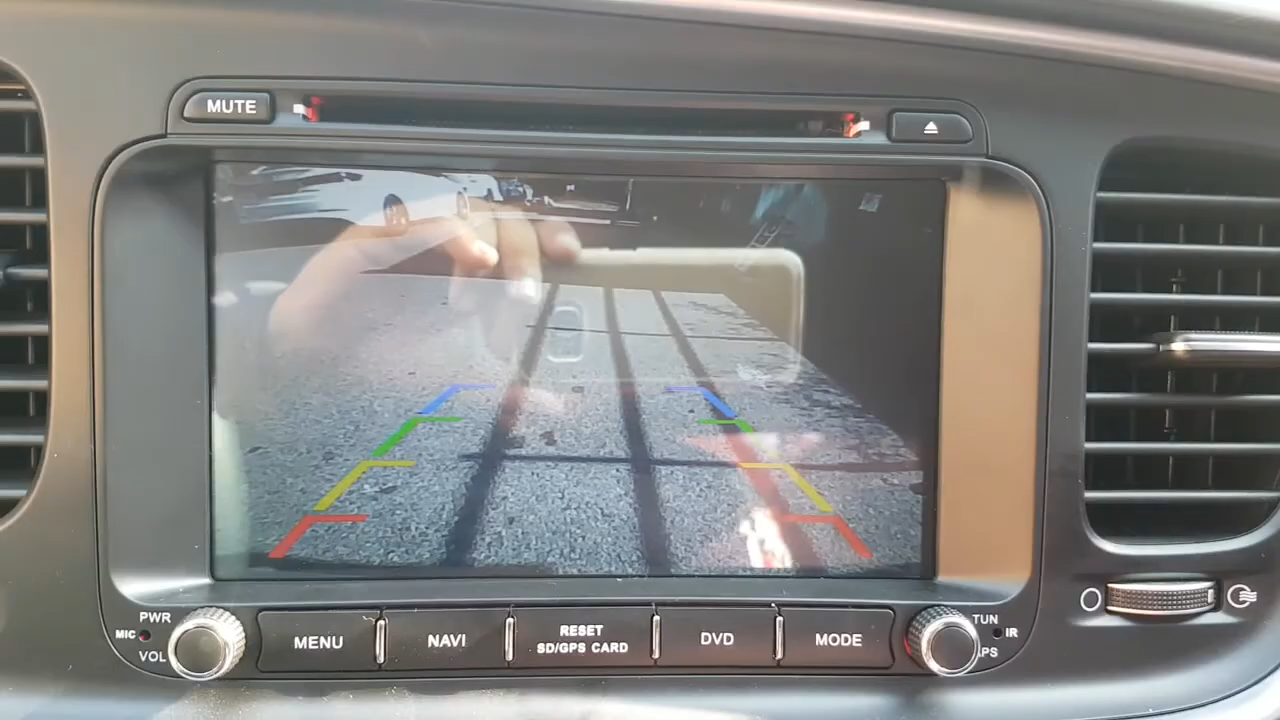 MUTE
PWR
MIC
VOL
MENU
NAVI
RESET
SD/GPS CARD
DVD
MODE
TUN
IR
PS